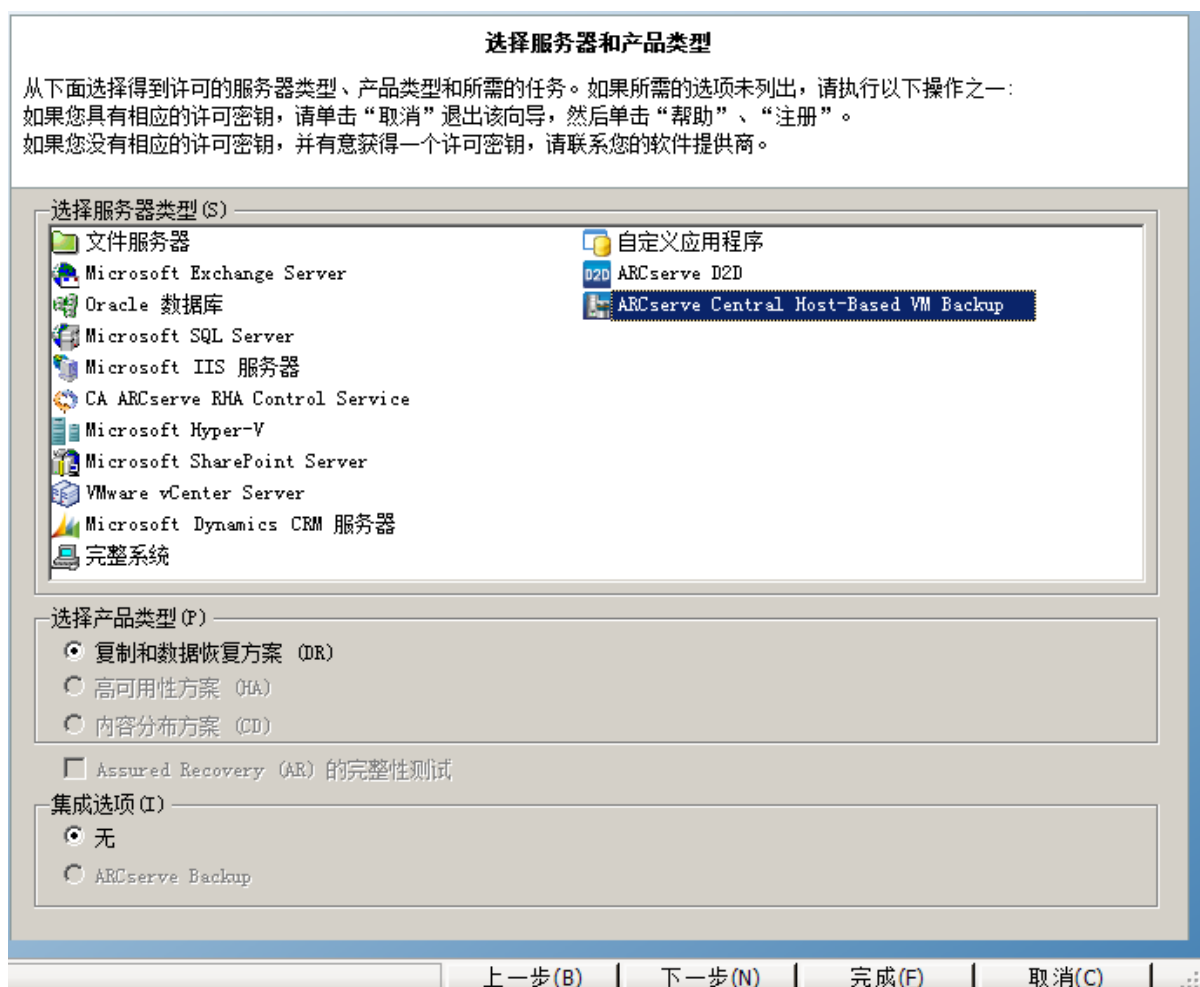 选择服务器和产品类型
从下面选择得到许可的服务器类型、产品类型和所需的任务。如果所需的选项未列出，请执行以下操作之一:
如果您具有相应的许可密钥，请单击“取消”退出该向导，然后单击“帮助”、“注册”。
如果您没有相应的许可密钥，并有意获得一个许可密钥，请联系您的软件提供商。
选择服务器类型(S)
文件服务器
Microsoft Exchange Server
Oracle 数据库
Microsoft SQL Server
Microsoft IIS 服务器
CA ARCserve RHA Control Service
Microsoft Hyper-V
Microsoft SharePoint Server
VMware vCenter Server
Microsoft Dynamics CRM 服务器
完整系统
自定义应用程序
D2D ARCserve D2D
ARCserve Central Host-Based VM Backup
选择产品类型(P)
复制和数据恢复方案 (DR)
高可用性方案 (HA)
内容分布方案 (CD)
Assured Recovery (AR) 的完整性测试
集成选项(I)
无
ARCserve Backup
上一步(B) 下一步(N) 完成(F) 取消(C)